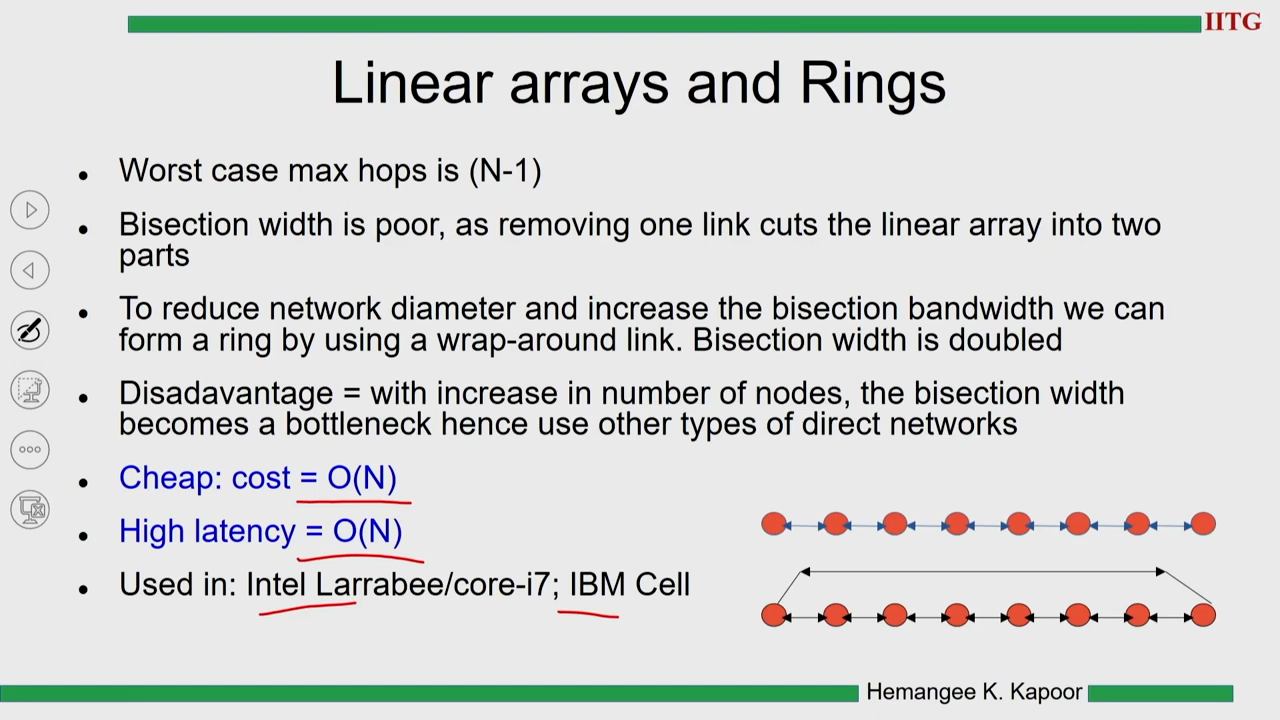 IITG
Linear arrays and Rings
• Worst case max hops is (N-1)
• Bisection width is poor, as removing one link cuts the linear array into two
parts
• To reduce network diameter and increase the bisection bandwidth we can
form a ring by using a wrap-around link. Bisection width is doubled
• Disadavantage = with increase in number of nodes, the bisection width
becomes a bottleneck hence use other types of direct networks
• Cheap: cost = O(N)
• High latency = O(N)
• Used in: Intel Larrabee/core-i7; IBM Cell
Hemangee K. Kapoor